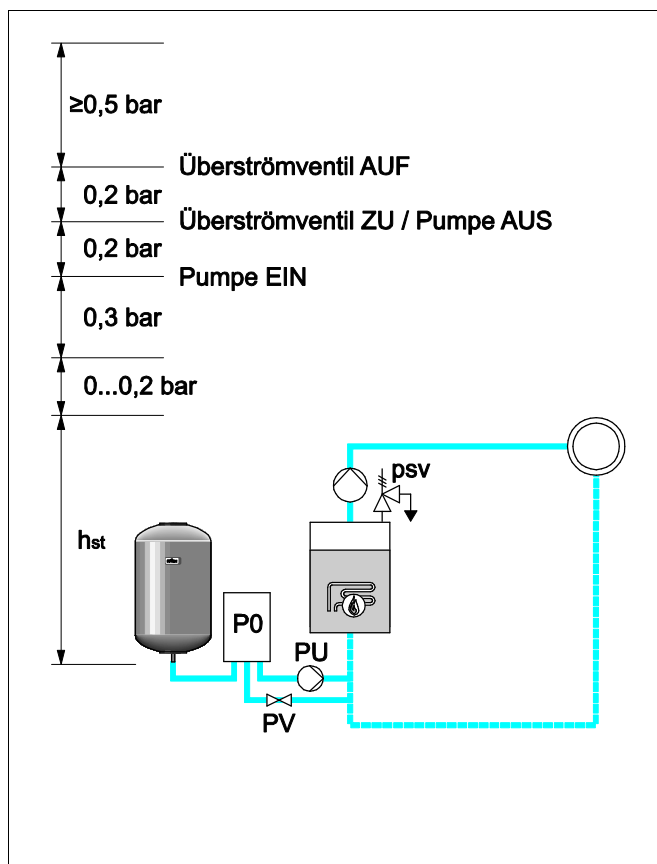 ≥0,5 bar
Überströmventil AUF
0,2 bar
Überströmventil ZU / Pumpe AUS
0,2 bar
Pumpe EIN
0,3 bar
0...0,2 bar
psv
hst
P0
PU
PV